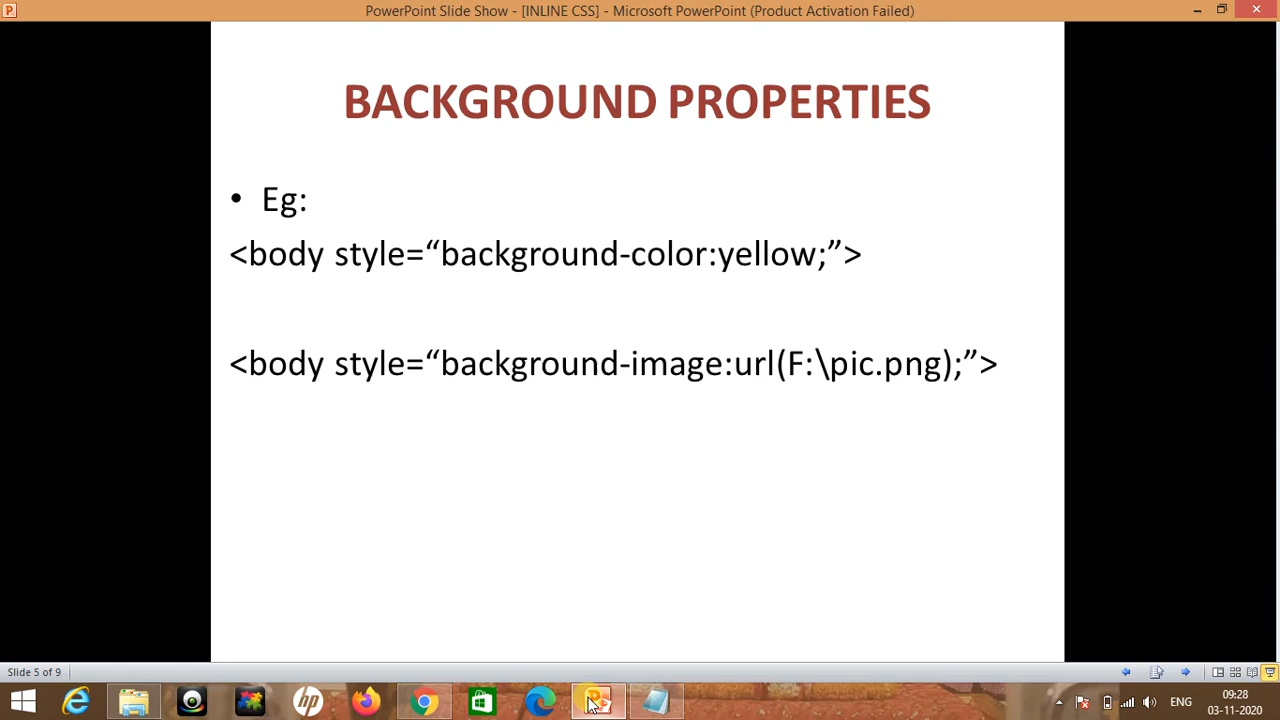 PowerPoint Slide Show - [INLINE CSS] - Microsoft PowerPoint (Product Activation Failed)
BACKGROUND PROPERTIES
• Eg:
<body style=“background-color:yellow;”>
<body style=“background-image:url(F:\pic.png);”>
Slide 5 of 9
hp
ENG
09:28
03-11-2020